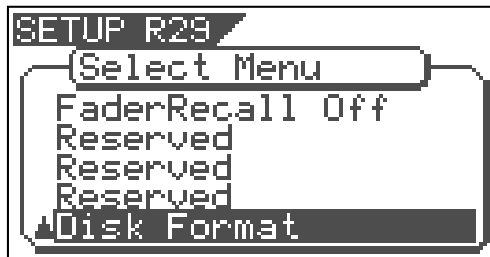 SETUP R29
Select Menu
FaderRecall Off
Reserved
Reserved
Reserved
Disk Format